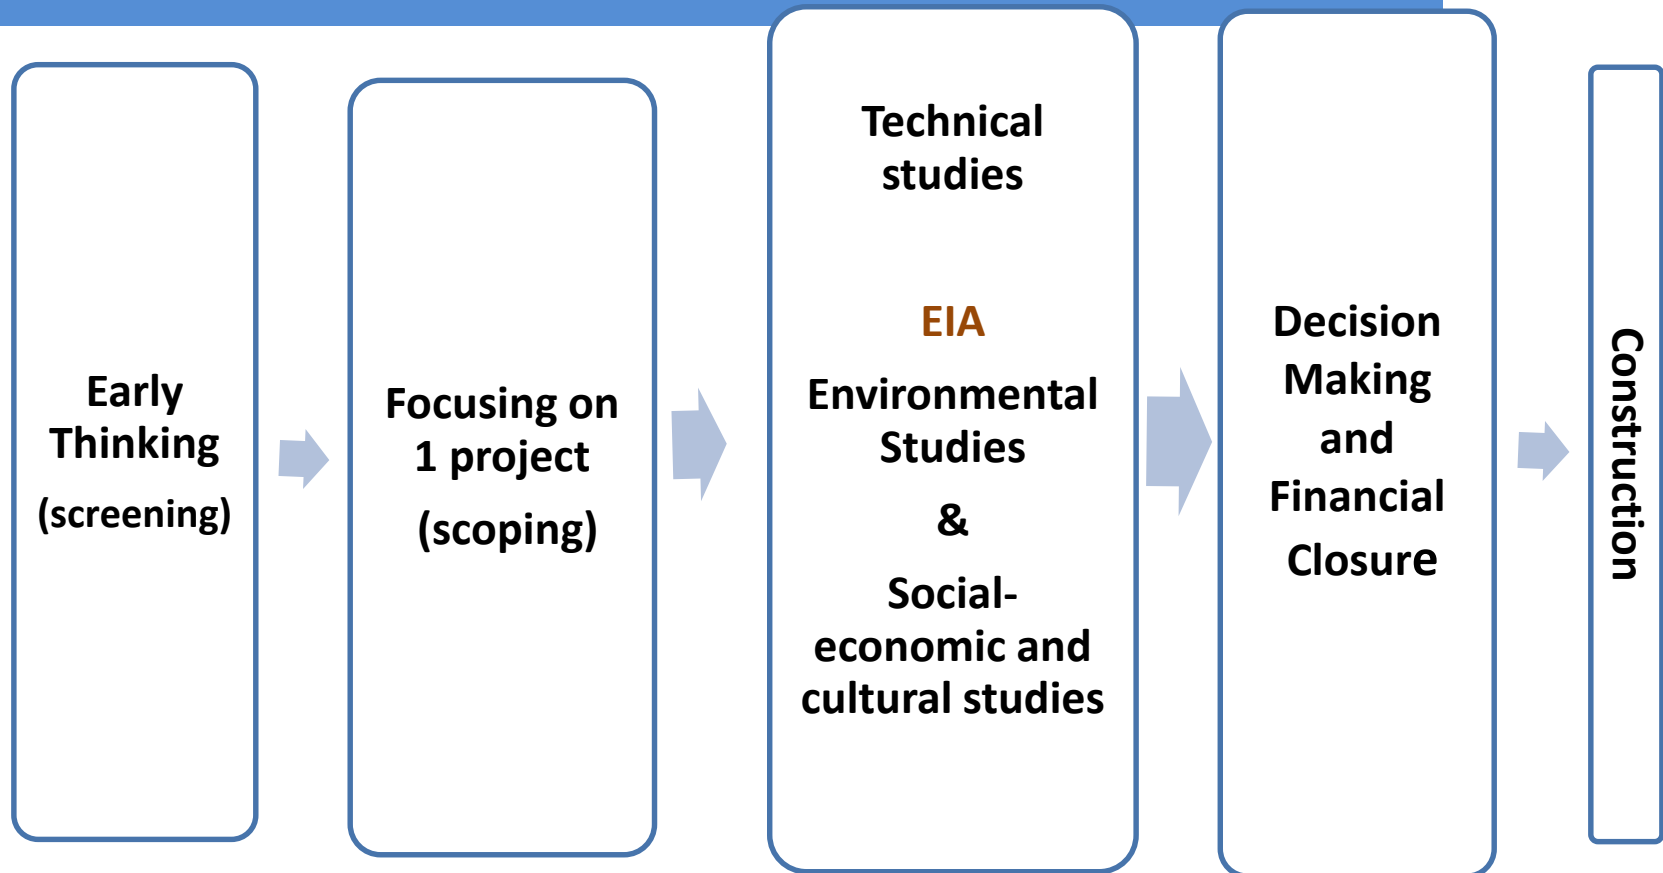 Early
Thinking
(screening)
Focusing on
1 project
(scoping)
Technical
studies
EIA
Environmental
Studies
&
Social-
economic and
cultural studies
Decision
Making
and
Financial
Closure
Construction